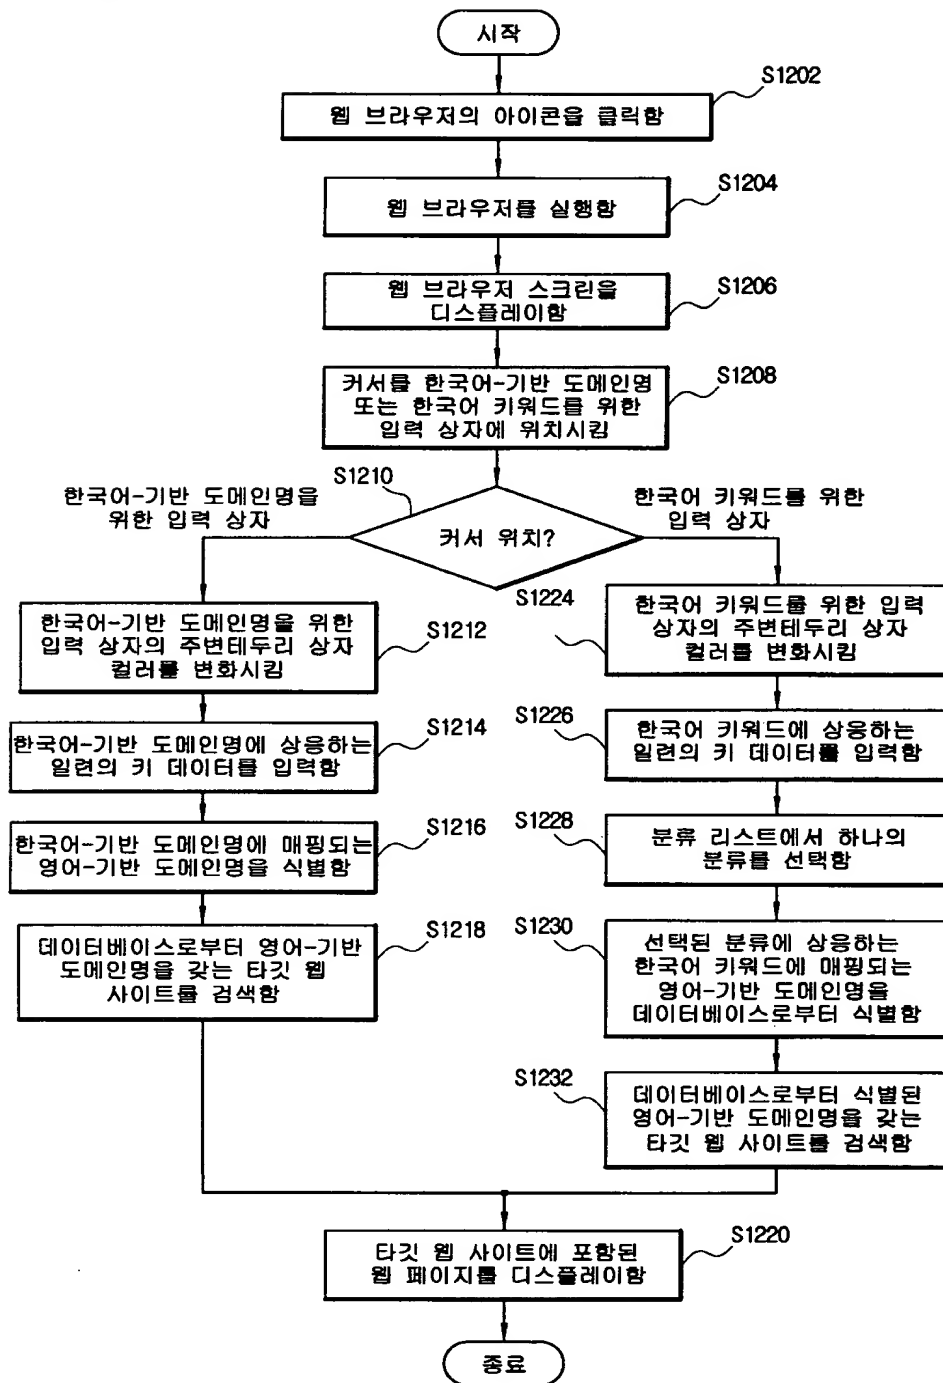 시작
S1202
웹 브라우저의 아이콘을 클릭함
S1204
웹 브라우저를 실행함
S1206
웹 브라우저 스크린을
디스플레이함
S1208
커서를 한국어-기반 도메인명
또는 한국어 키워드를 위한
입력 상자에 위치시킴
S1210
한국어-기반 도메인명을
위한 입력 상자
커서 위치?
한국어 키워드를 위한
입력 상자
S1212
한국어-기반 도메인명을 위한
입력 상자의 주변테두리 상자
컬러를 변화시킴
S1214
한국어-기반 도메인명에 상응하는
일련의 키 데이터를 입력함
S1216
한국어-기반 도메인명에 매핑되는
영어-기반 도메인명을 식별함
S1218
데이터베이스로부터 영어-기반
도메인명을 갖는 타깃 웹
사이트를 검색함
S1224
한국어 키워드를 위한 입력
상자의 주변테두리 상자
컬러를 변화시킴
S1226
한국어 키워드에 상응하는
일련의 키 데이터를 입력함
S1228
분류 리스트에서 하나의
분류를 선택함
S1230
선택된 분류에 상응하는
한국어 키워드에 매핑되는
영어-기반 도메인명을
데이터베이스로부터 식별함
S1232
데이터베이스로부터 식별된
영어-기반 도메인명을 갖는
타깃 웹 사이트를 검색함
S1220
타깃 웹 사이트에 포함된
웹 페이지를 디스플레이함
종료